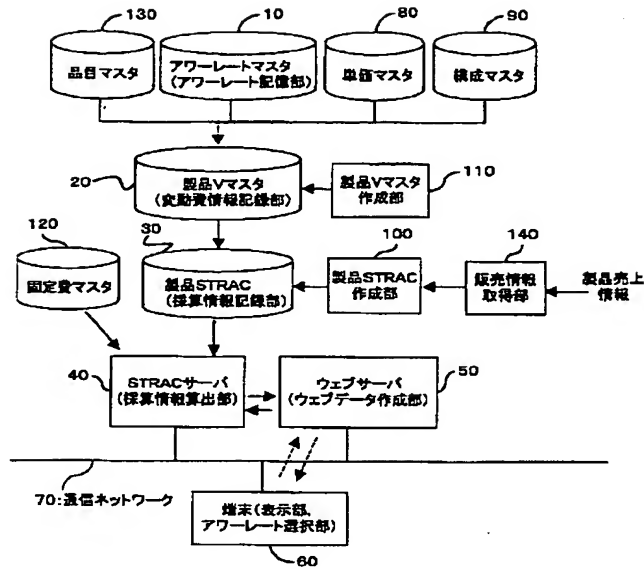 130
10
80
90
品目マスタ
アワーレートマスタ
(アワーレート記憶部)
単価マスタ
構成マスタ
20
製品Vマスタ
(変動費情報記録部)
製品Vマスタ
作成部
110
120
30
100
140
固定費マスタ
製品STRAC
(採算情報記録部)
製品STRAC
作成部
販売情報
取得部
製品売上
情報
40
STRACサーバ
(採算情報算出部)
ウェブサーバ
(ウェブデータ作成部)
50
70:通信ネットワーク
端末(表示部、
アワーレート選択部)
60